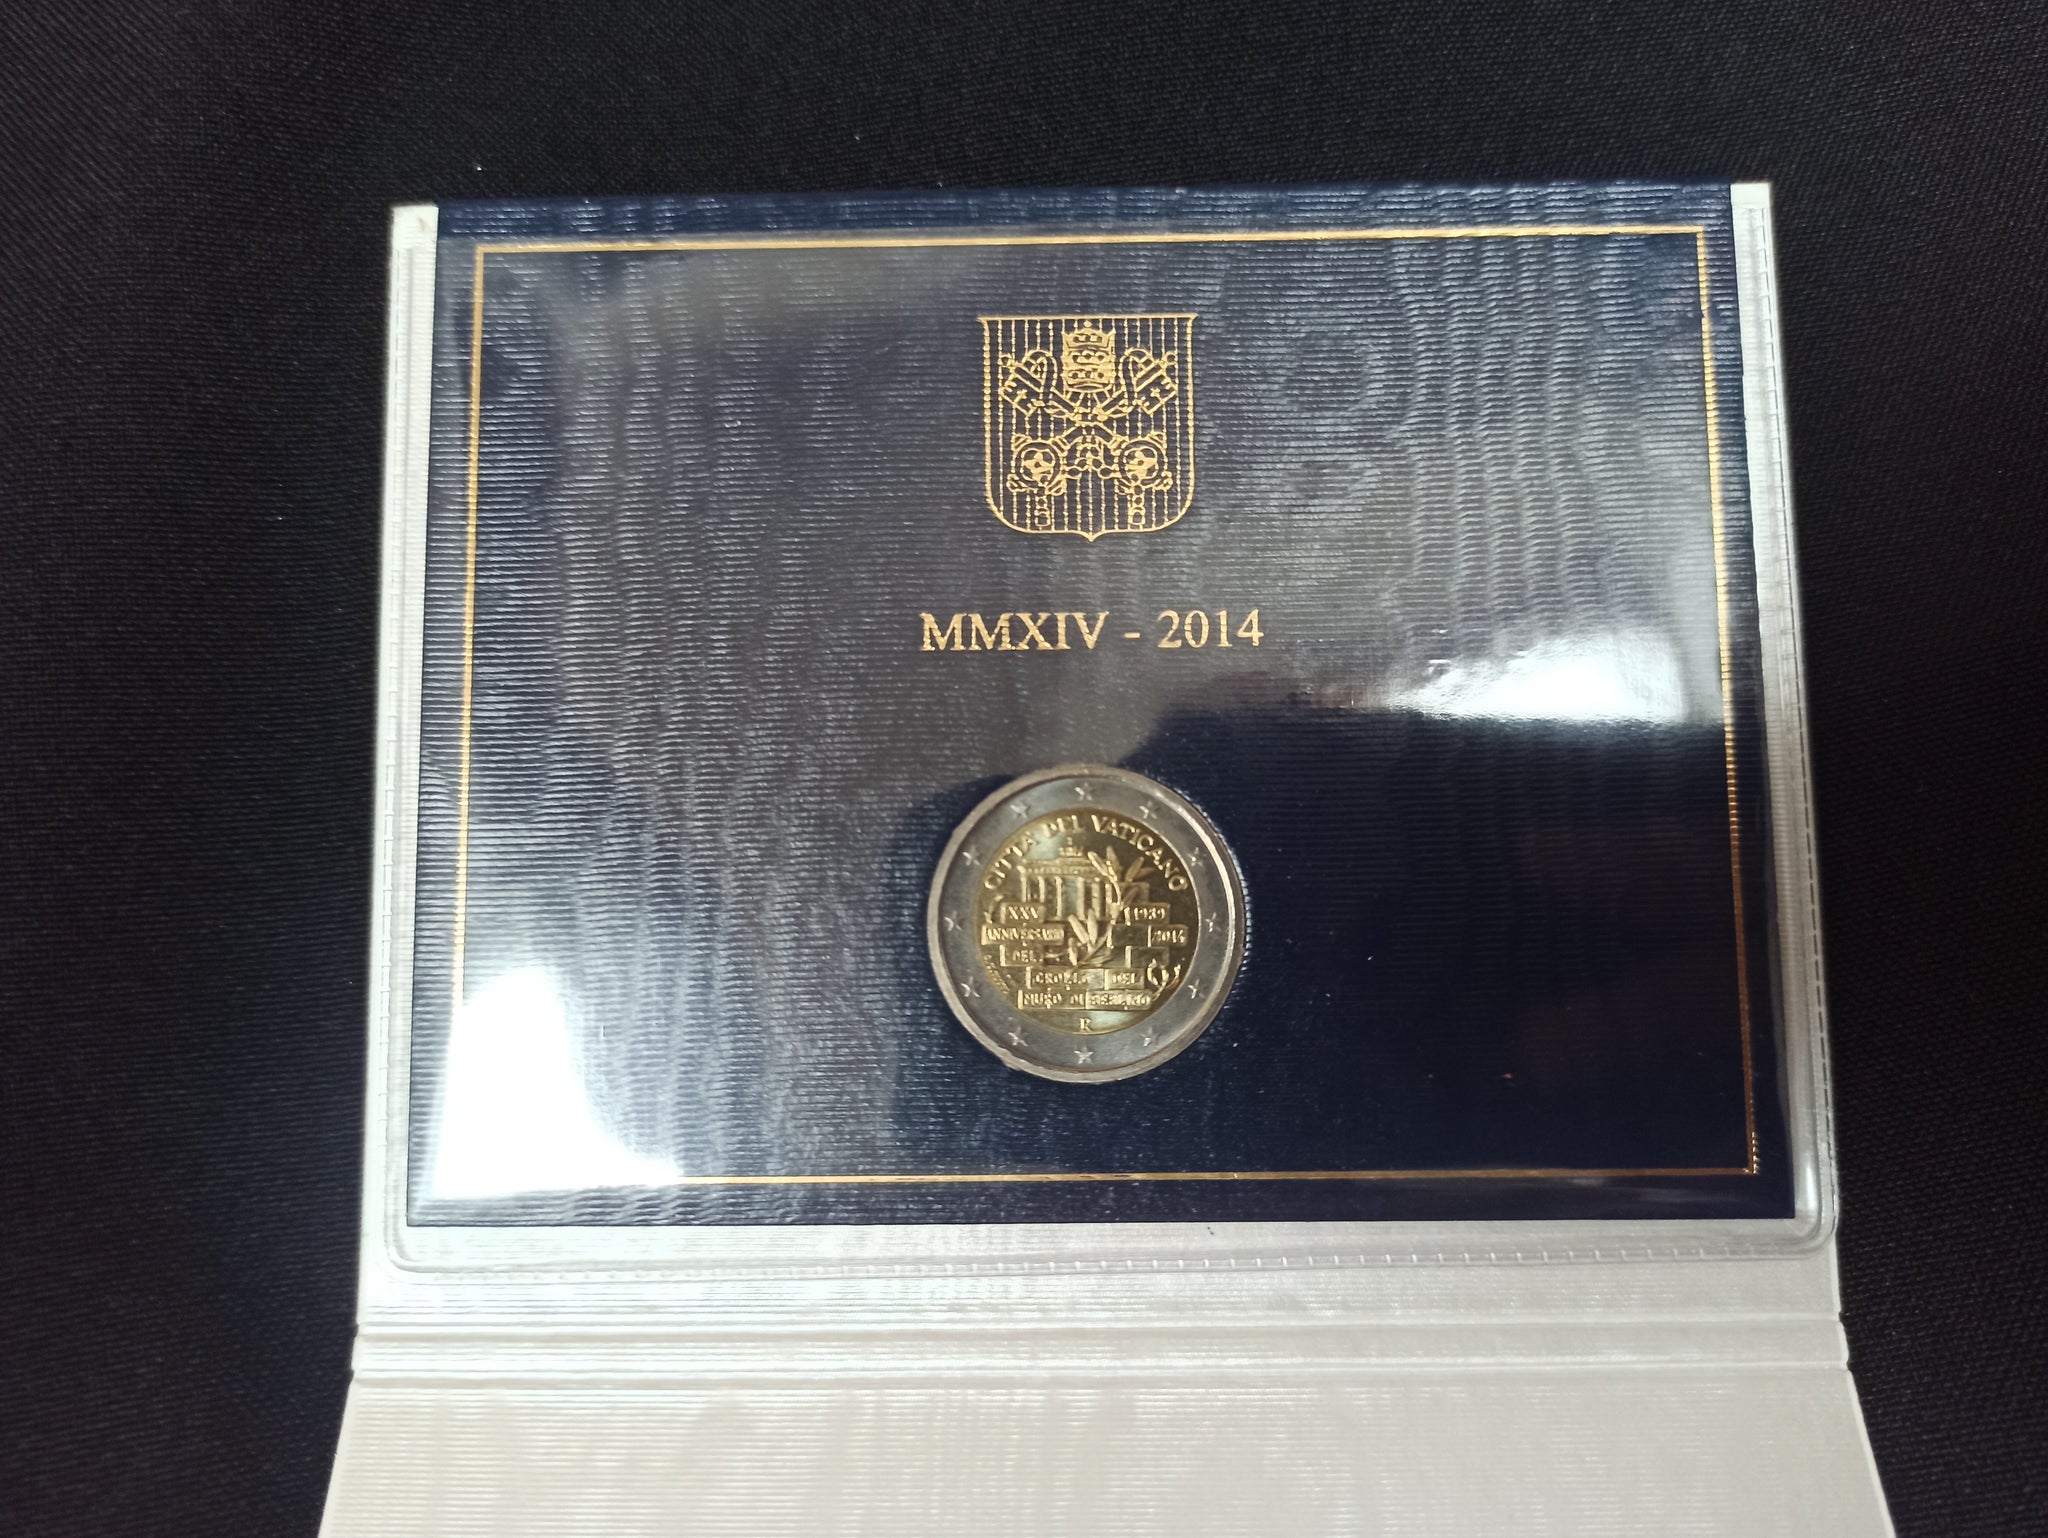 MMXIV - 2014
CITTÀ DEL VATICANO
XXV 1989
ANNIVERSARIO 2014
DEL
CROLLO DEL
MURO DI BERLINO
R